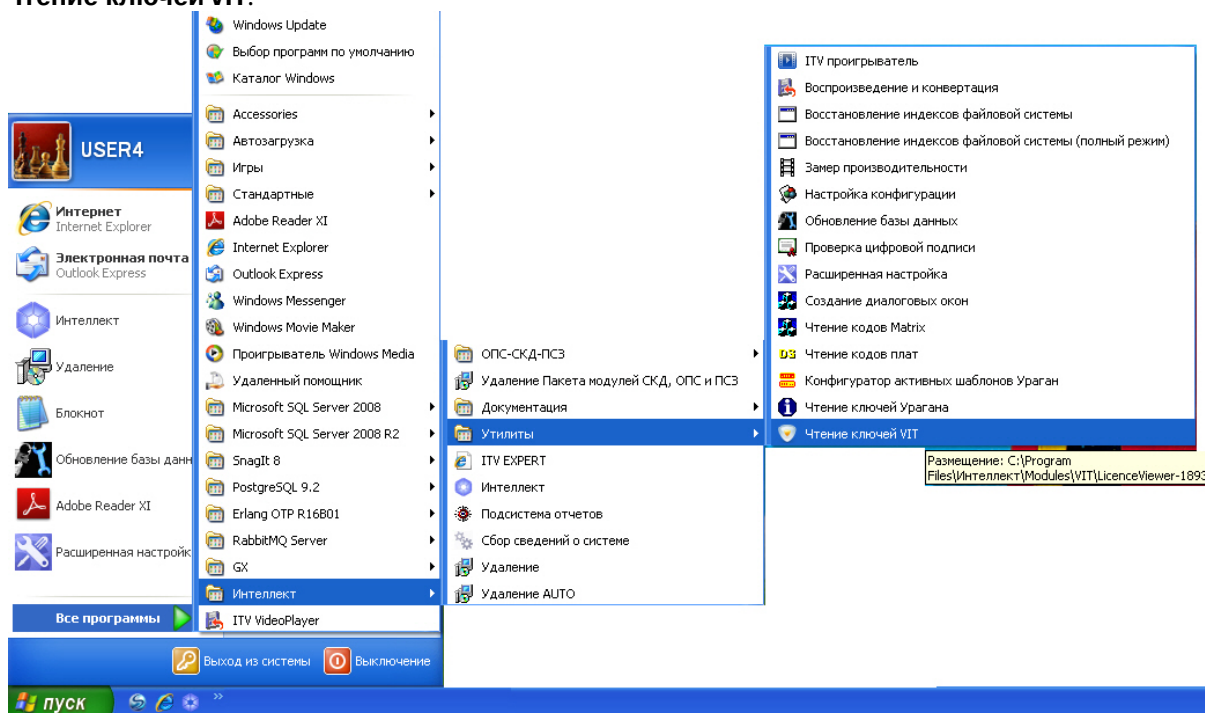 Чтение ключей VIT.
Windows Update
Выбор программ по умолчанию
Каталог Windows
Accessories
Автозагрузка
Игры
Стандартные
Adobe Reader XI
Internet Explorer
Outlook Express
Windows Messenger
Windows Movie Maker
Проигрыватель Windows Media
Удаленный помощник
Microsoft SQL Server 2008
Microsoft SQL Server 2008 R2
SnagIt 8
PostgreSQL 9.2
Erlang OTP R16B01
RabbitMQ Server
GX
Интеллект
ITV VideoPlayer
USER4
Интернет
Internet Explorer
Электронная почта
Outlook Express
Интеллект
Удаление
Блокнот
Обновление базы данн
Adobe Reader XI
Расширенная настройк
Все программы
Выход из системы
Выключение
пуск
ОПС-СКД-ПСЗ
Удаление Пакета модулей СКД, ОПС и ПСЗ
Документация
Утилиты
ITV EXPERT
Интеллект
Подсистема отчетов
Сбор сведений о системе
Удаление
Удаление AUTO
ITV проигрыватель
Воспроизведение и конвертация
Восстановление индексов файловой системы
Восстановление индексов файловой системы (полный режим)
Замер производительности
Настройка конфигурации
Обновление базы данных
Проверка цифровой подписи
Расширенная настройка
Создание диалоговых окон
Чтение кодов Matrix
Чтение кодов плат
Конфигуратор активных шаблонов Ураган
Чтение ключей Урагана
Чтение ключей VIT
Размещение: C:\Program
Files\Интеллект\Modules\VIT\LicenceViewer-1893